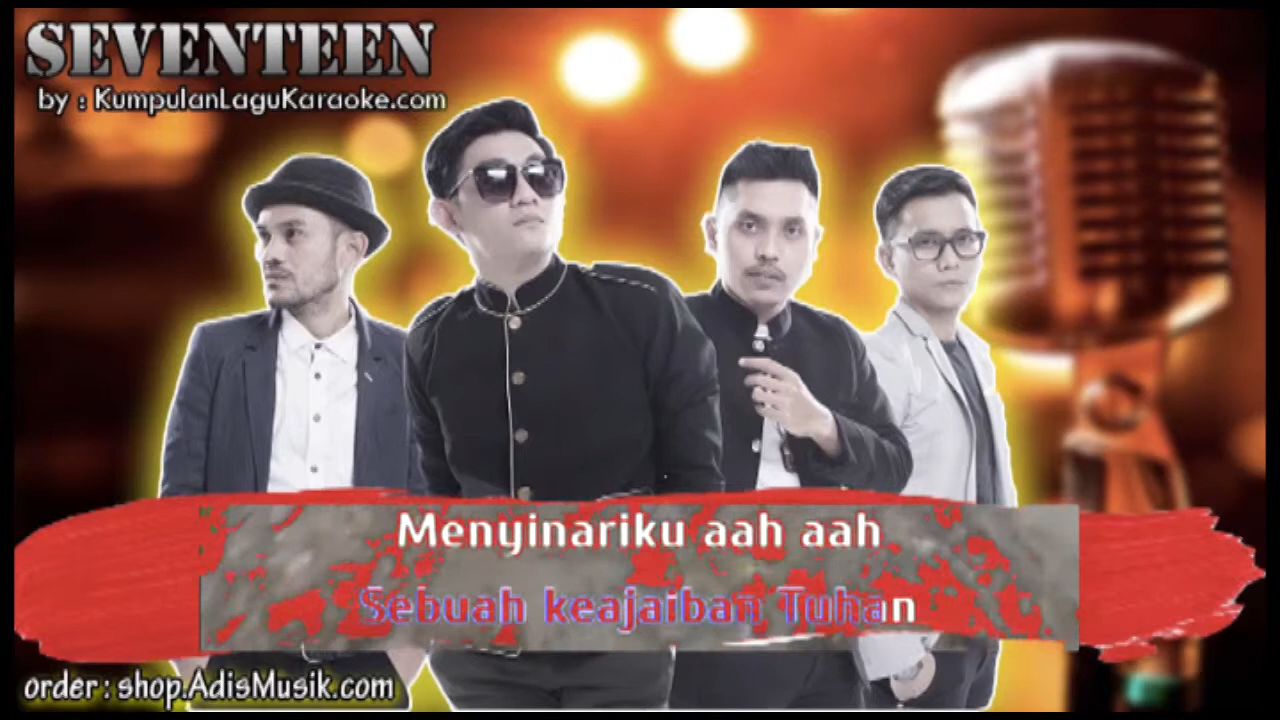 SEVENTEEN
by : KumpulanLaguKaraoke.com
Menyinariku aah aah
Sebuah keajaiban Tuhan
order : shop.AdisMusik.com